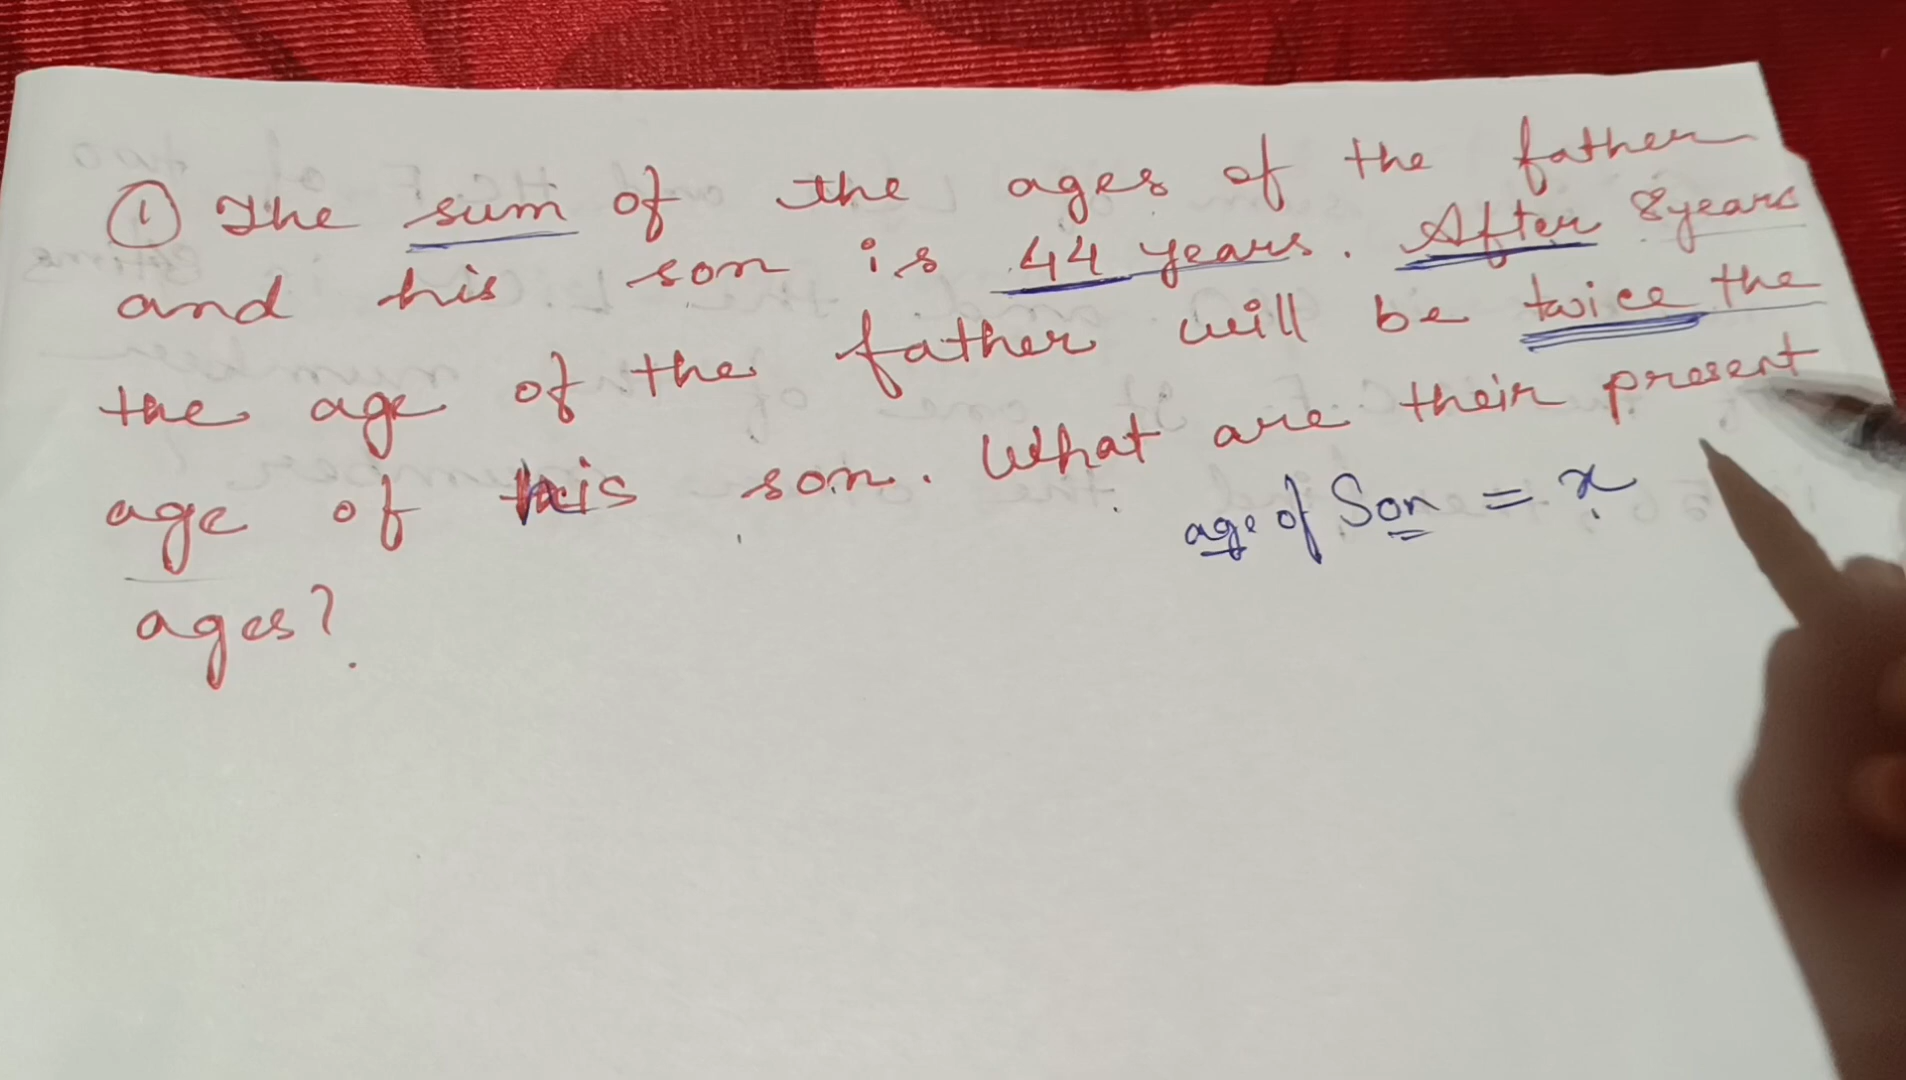 ① The sum of the ages of the father
and his son is 44 years. After 8 years
the age of the father will be twice the
age of his son. What are their present
ages?
age of Son = x